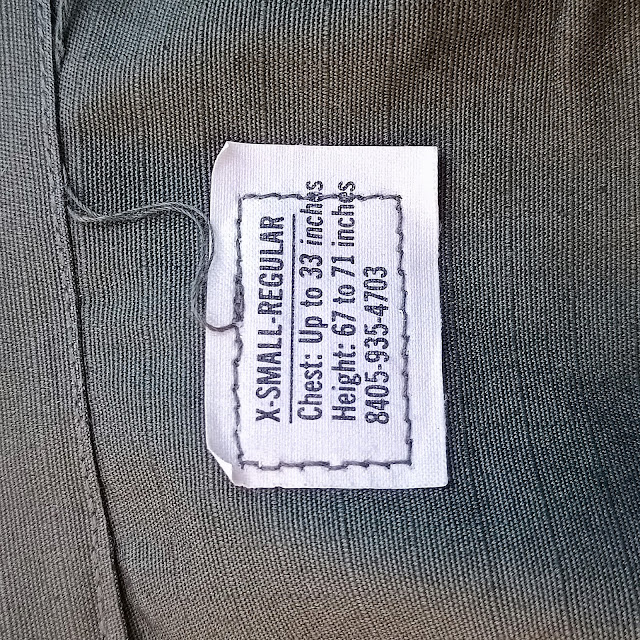 X-SMALL-REGULAR
Chest: Up to 33 inches
Height: 67 to 71 inches
8405-935-4703